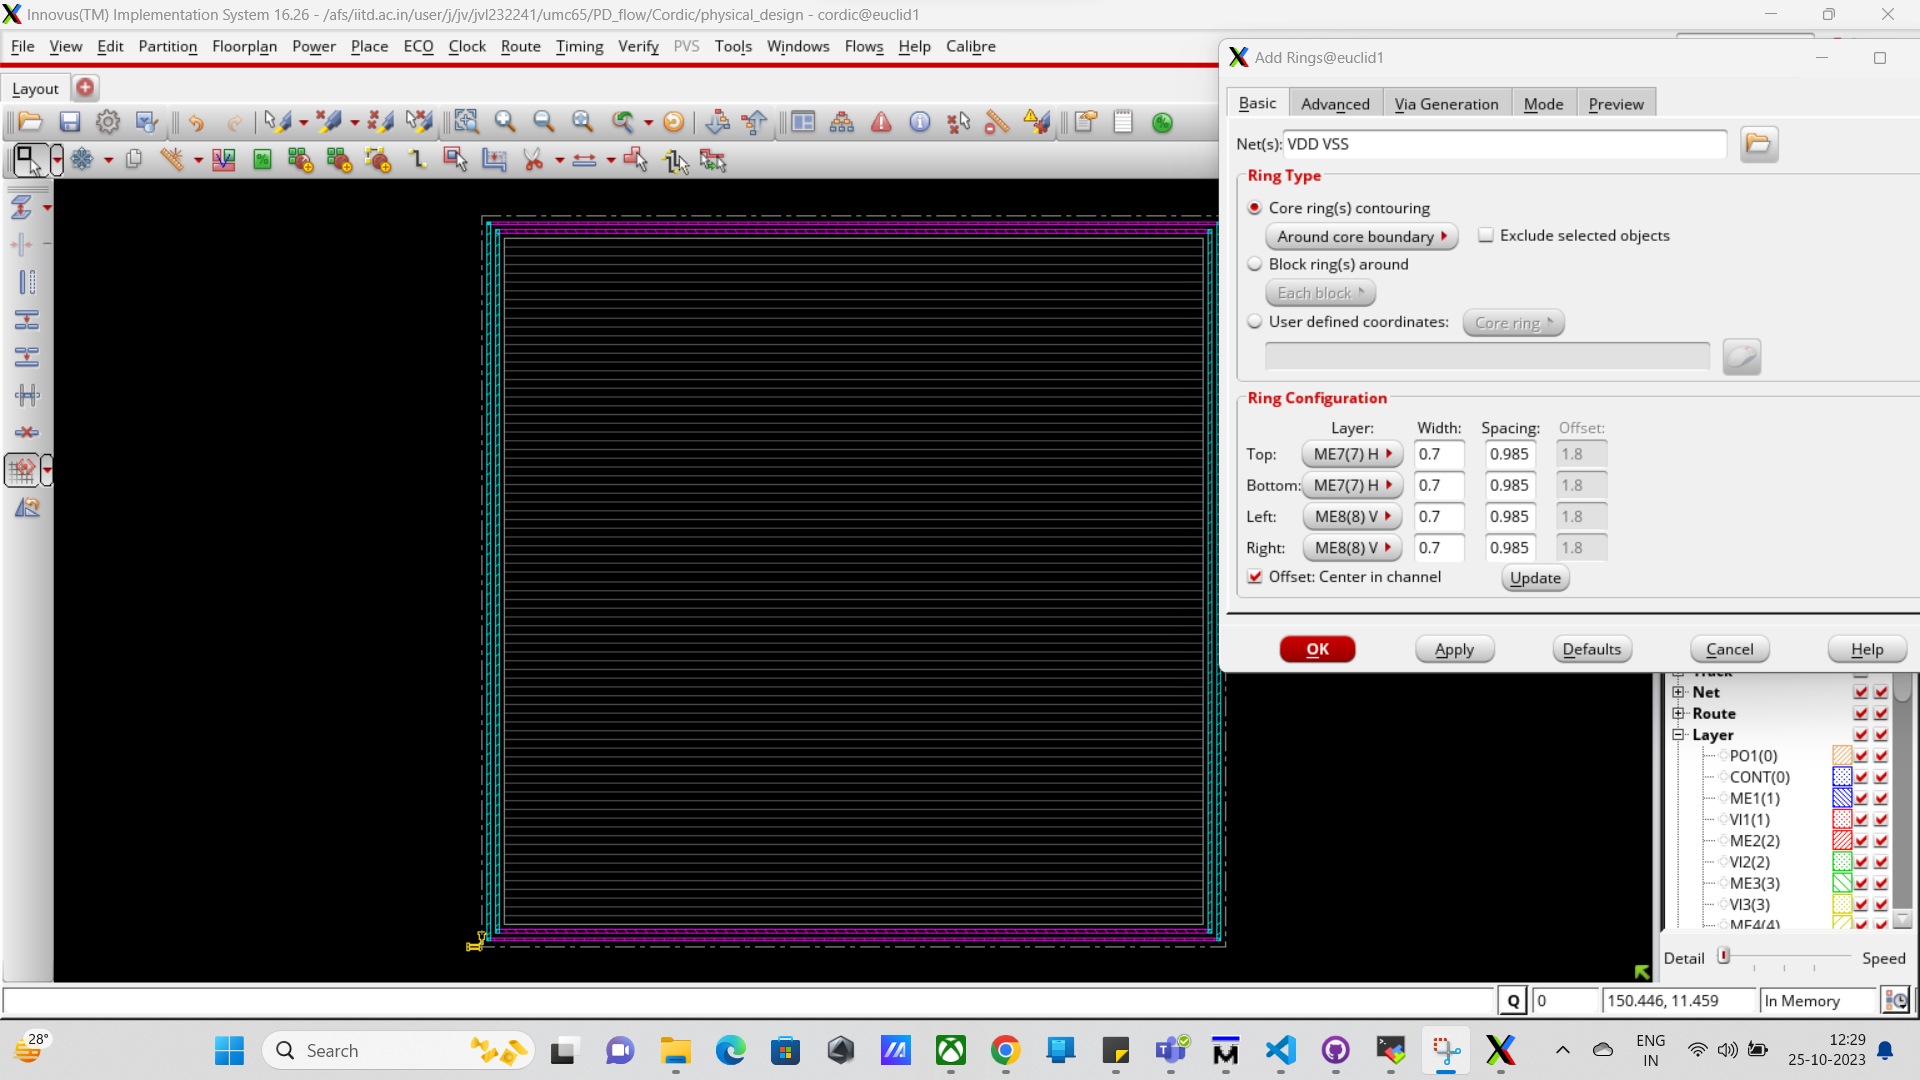 Innovus(TM) Implementation System 16.26 - /afs/iitd.ac.in/user/j/jv/jvl232241/umc65/PD_flow/Cordic/physical_design - cordic@euclid1
File View Edit Partition Floorplan Power Place ECO Clock Route Timing Verify PVS Tools Windows Flows Help Calibre
Layout
Add Rings@euclid1
Basic Advanced Via Generation Mode Preview
Net(s): VDD VSS
Ring Type
Core ring(s) contouring
Around core boundary Exclude selected objects
Block ring(s) around
Each block
User defined coordinates: Core ring
Ring Configuration
Layer: Width: Spacing: Offset:
Top: ME7(7) H 0.7 0.985 1.8
Bottom: ME7(7) H 0.7 0.985 1.8
Left: ME8(8) V 0.7 0.985 1.8
Right: ME8(8) V 0.7 0.985 1.8
Offset: Center in channel Update
OK Apply Defaults Cancel Help
Net
Route
Layer
PO1(0)
CONT(0)
ME1(1)
VI1(1)
ME2(2)
VI2(2)
ME3(3)
VI3(3)
ME4(4)
Detail Speed
Q 0 150.446, 11.459 In Memory
28°
Search
ENG
IN
12:29
25-10-2023